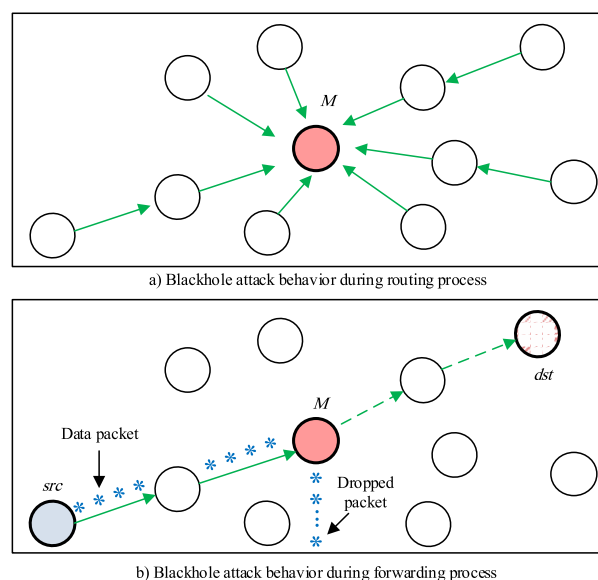 M
a) Blackhole attack behavior during routing process
dst
M
Data packet
Dropped
packet
src
b) Blackhole attack behavior during forwarding process